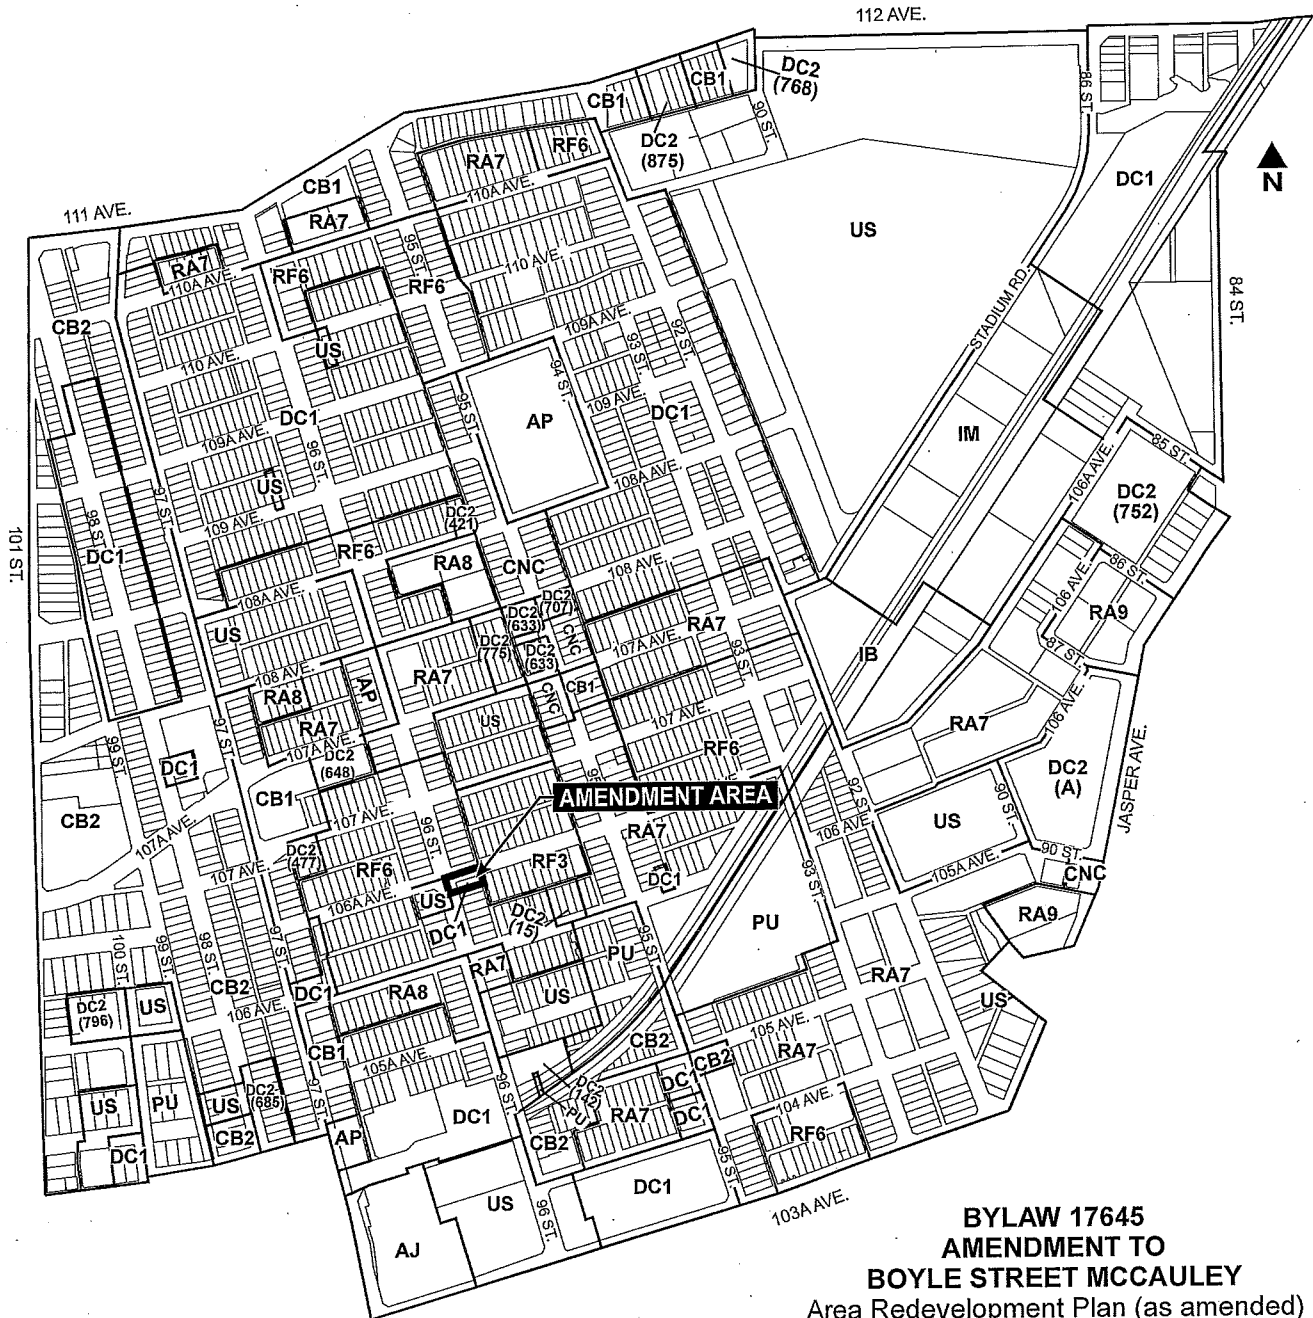 112 AVE.
DC2
(768)
CB1
CB1
DC2
(875)
90 ST.
86 ST.
DC1
N
RF6
RA7
110A AVE.
CB1
RA7
111 AVE.
RA7
110A AVE.
RF6
95 ST.
RF6
110 AVE.
US
84 ST.
CB2
US
110 AVE.
109A AVE.
93 ST.
92 ST.
STADIUM RD.
94 ST.
109 AVE.
DC1
AP
95 ST.
DC1
109A AVE.
96 ST.
IM
85 ST.
106A AVE.
DC2
(752)
US
108A AVE.
97 ST.
98 ST.
109 AVE.
DC2
(421)
101 ST.
DC1
RF6
RA8
CNC
108 AVE.
86 ST.
106 AVE.
RA9
108A AVE.
DC2
(707)
DC2
(633)
CNC
DC2
(633)
DC2
(775)
107A AVE.
RA7
93 ST.
87 ST.
US
108 AVE.
IB
RA8
AP
RA7
CNC
CB1
107 AVE.
RA7
106 AVE.
RA7
US
97 ST.
107A AVE.
DC2
(648)
RF6
99 ST.
DC1
DC2
(A)
JASPER AVE.
CB1
AMENDMENT AREA
95
92 ST.
90 ST.
CB2
107A AVE.
107 AVE.
96 ST.
RA7
106 AVE.
US
DC2
(477)
107 AVE.
RF6
RF3
93 ST.
90 ST.
105A AVE.
CNC
DC1
106A AVE.
US
DC1
DC2
(15)
RA9
PU
97 ST.
98 ST.
99 ST.
100 ST.
95 ST.
PU
RA7
RA7
CB2
DC1
RA8
US
US
DC2
(796)
US
106 AVE.
105 AVE.
CB1
105A AVE.
CB2
CB2
RA7
DC2
142
PU
DC1
DC1
RA7
104 AVE.
RF6
97 ST.
96 ST.
US
PU
US
DC2
(685)
CB2
DC1
AP
DC1
CB2
DC1
95 ST.
US
96 ST.
AJ
103A AVE.
BYLAW 17645
AMENDMENT TO
BOYLE STREET MCCAULEY
Area Redevelopment Plan (as amended)